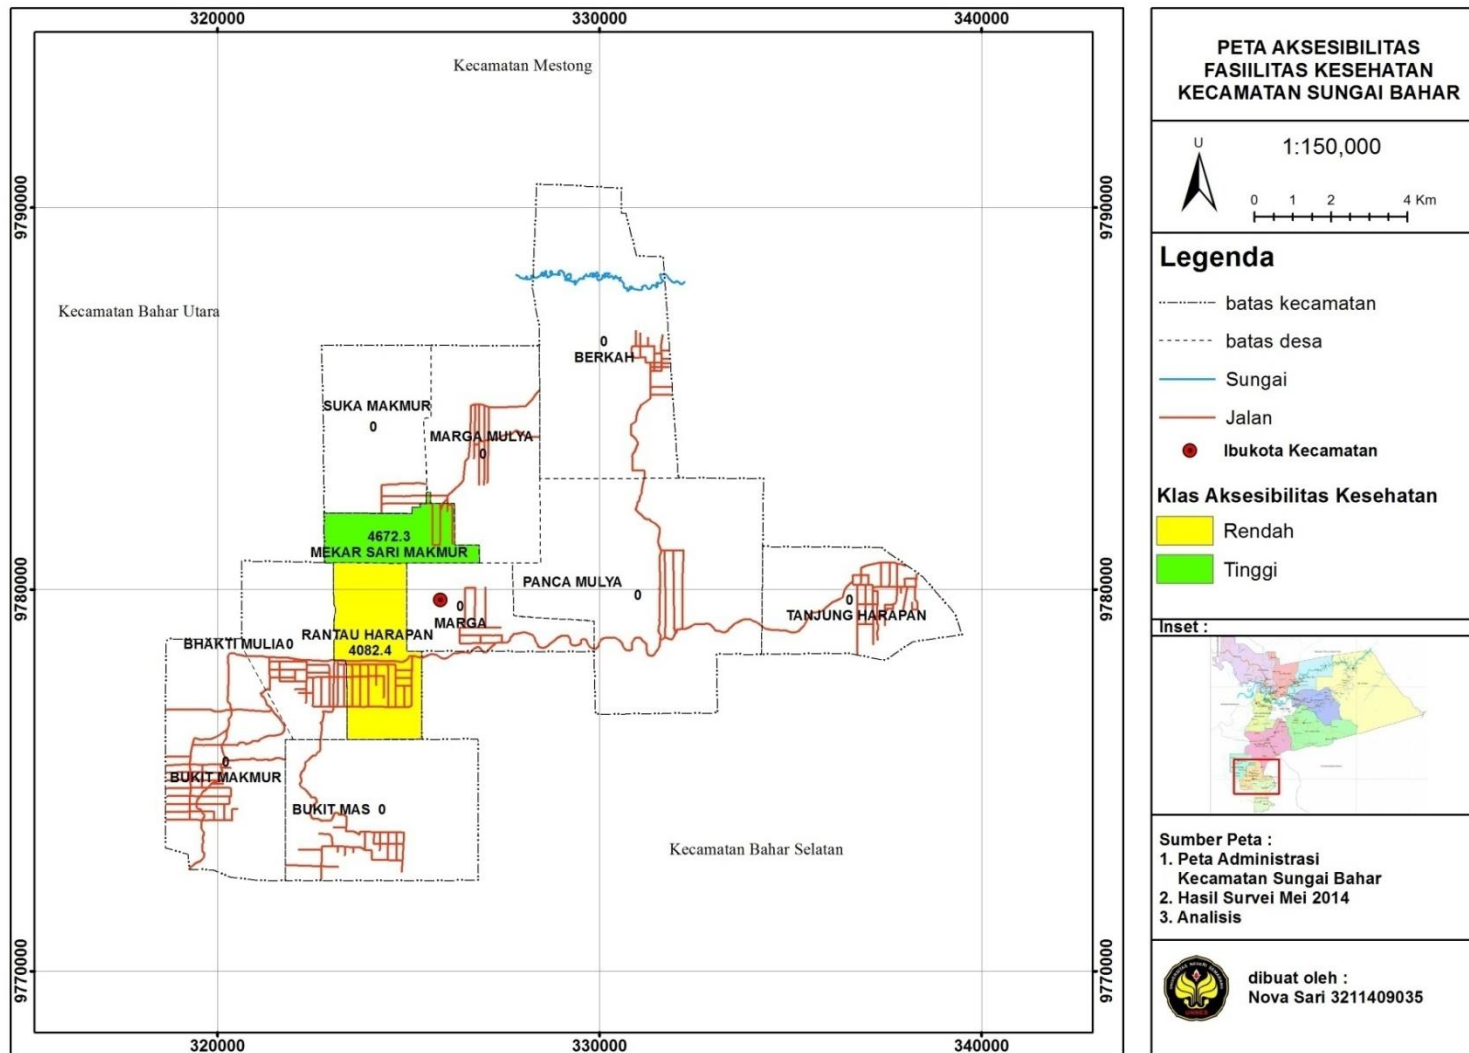 320000
330000
340000
9790000
9780000
9770000
9790000
9780000
9770000
320000
330000
340000
Kecamatan Mestong
Kecamatan Bahar Utara
0
BERKAH
SUKA MAKMUR
0
MARGA MULYA
0
4672.3
MEKAR SARI MAKMUR
PANCA MULYA
0
0
MARGA
0
TANJUNG HARAPAN
RANTAU HARAPAN
4082.4
BHAKTI MULIA 0
0
BUKIT MAKMUR
BUKIT MAS 0
Kecamatan Bahar Selatan
PETA AKSESIBILITAS
FASIILITAS KESEHATAN
KECAMATAN SUNGAI BAHAR
U
1:150,000
0 1 2 4 Km
Legenda
batas kecamatan
batas desa
Sungai
Jalan
Ibukota Kecamatan
Klas Aksesibilitas Kesehatan
Rendah
Tinggi
Inset :
Sumber Peta :
1. Peta Administrasi
Kecamatan Sungai Bahar
2. Hasil Survei Mei 2014
3. Analisis
UNNES
dibuat oleh :
Nova Sari 3211409035